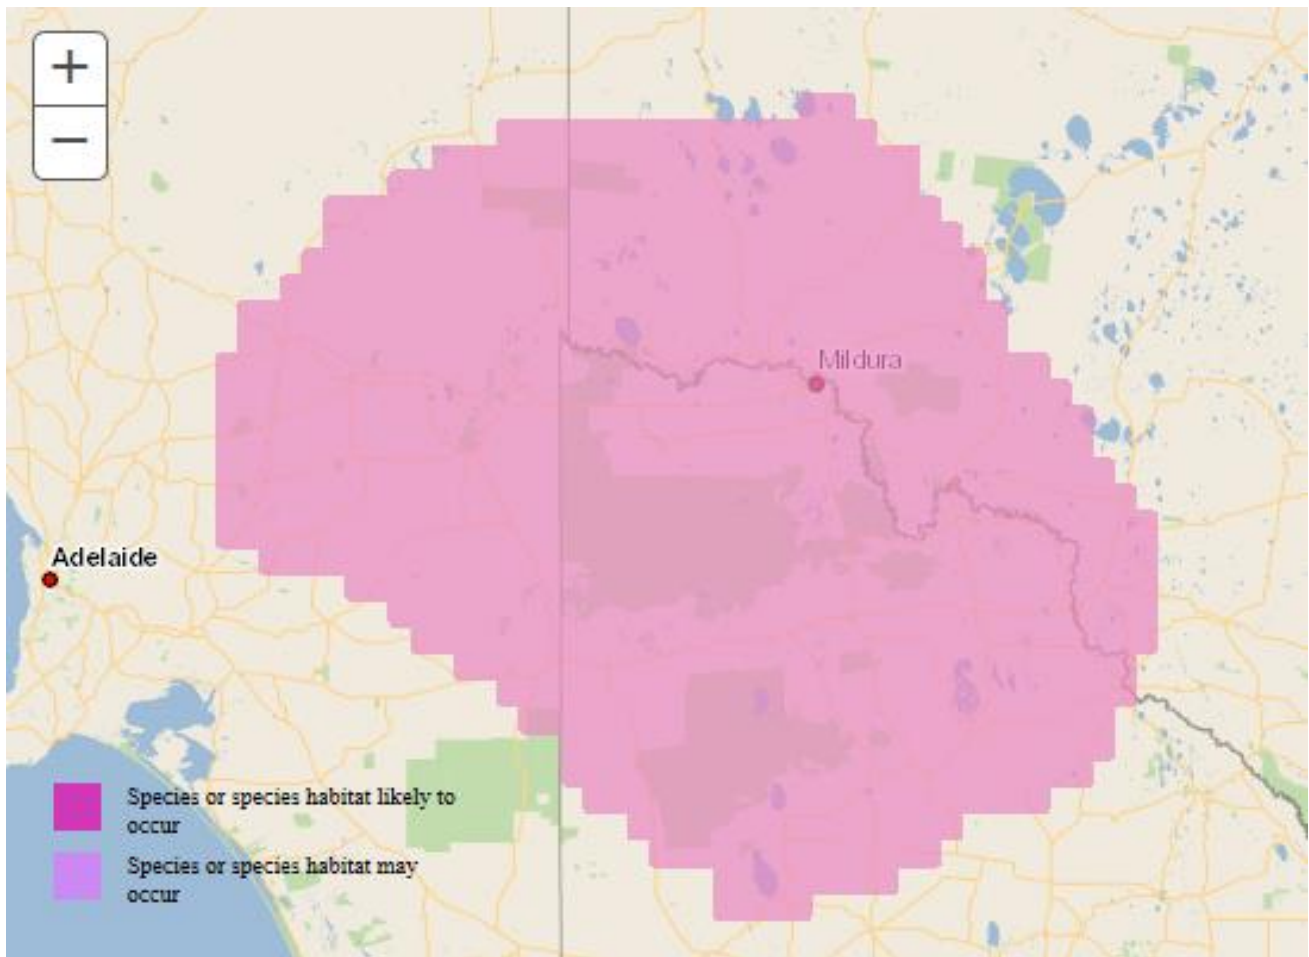 +
−
Mildura
Adelaide
Species or species habitat likely to
occur
Species or species habitat may
occur